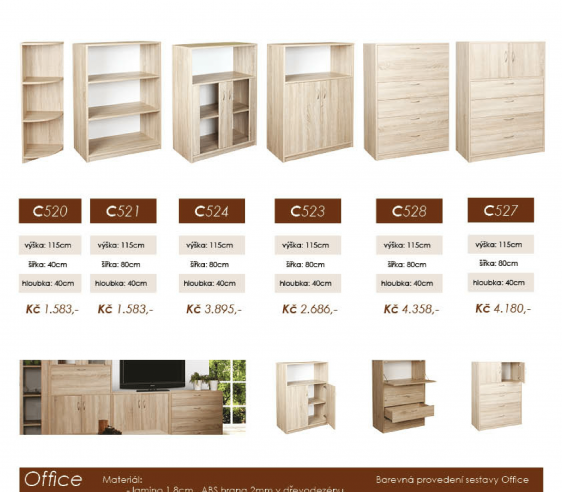 C520 C521 C524 C523 C528 C527
výška: 115cm výška: 115cm výška: 115cm výška: 115cm výška: 115cm výška: 115cm
šířka: 40cm šířka: 80cm šířka: 80cm šířka: 80cm šířka: 80cm šířka: 80cm
hloubka: 40cm hloubka: 40cm hloubka: 40cm hloubka: 40cm hloubka: 40cm hloubka: 40cm
Kč 1.583,- Kč 1.583,- Kč 3.895,- Kč 2.686,- Kč 4.358,- Kč 4.180,-
Office Materiál: Barevná provedení sestavy Office
- lamino 1,8cm, ABS hrana 2mm v dřevodezénu